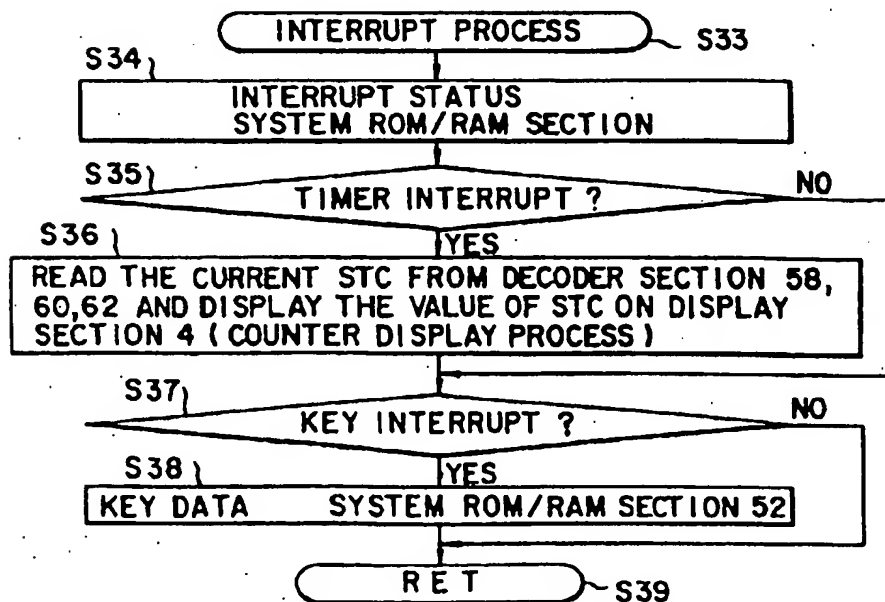 INTERRUPT PROCESS
S33
S34
INTERRUPT STATUS
SYSTEM ROM/RAM SECTION
S35
TIMER INTERRUPT ?
NO
YES
S36
READ THE CURRENT STC FROM DECODER SECTION 58,
60,62 AND DISPLAY THE VALUE OF STC ON DISPLAY
SECTION 4 ( COUNTER DISPLAY PROCESS )
S37
KEY INTERRUPT ?
NO
YES
S38
KEY DATA SYSTEM ROM/RAM SECTION 52
RET
S39